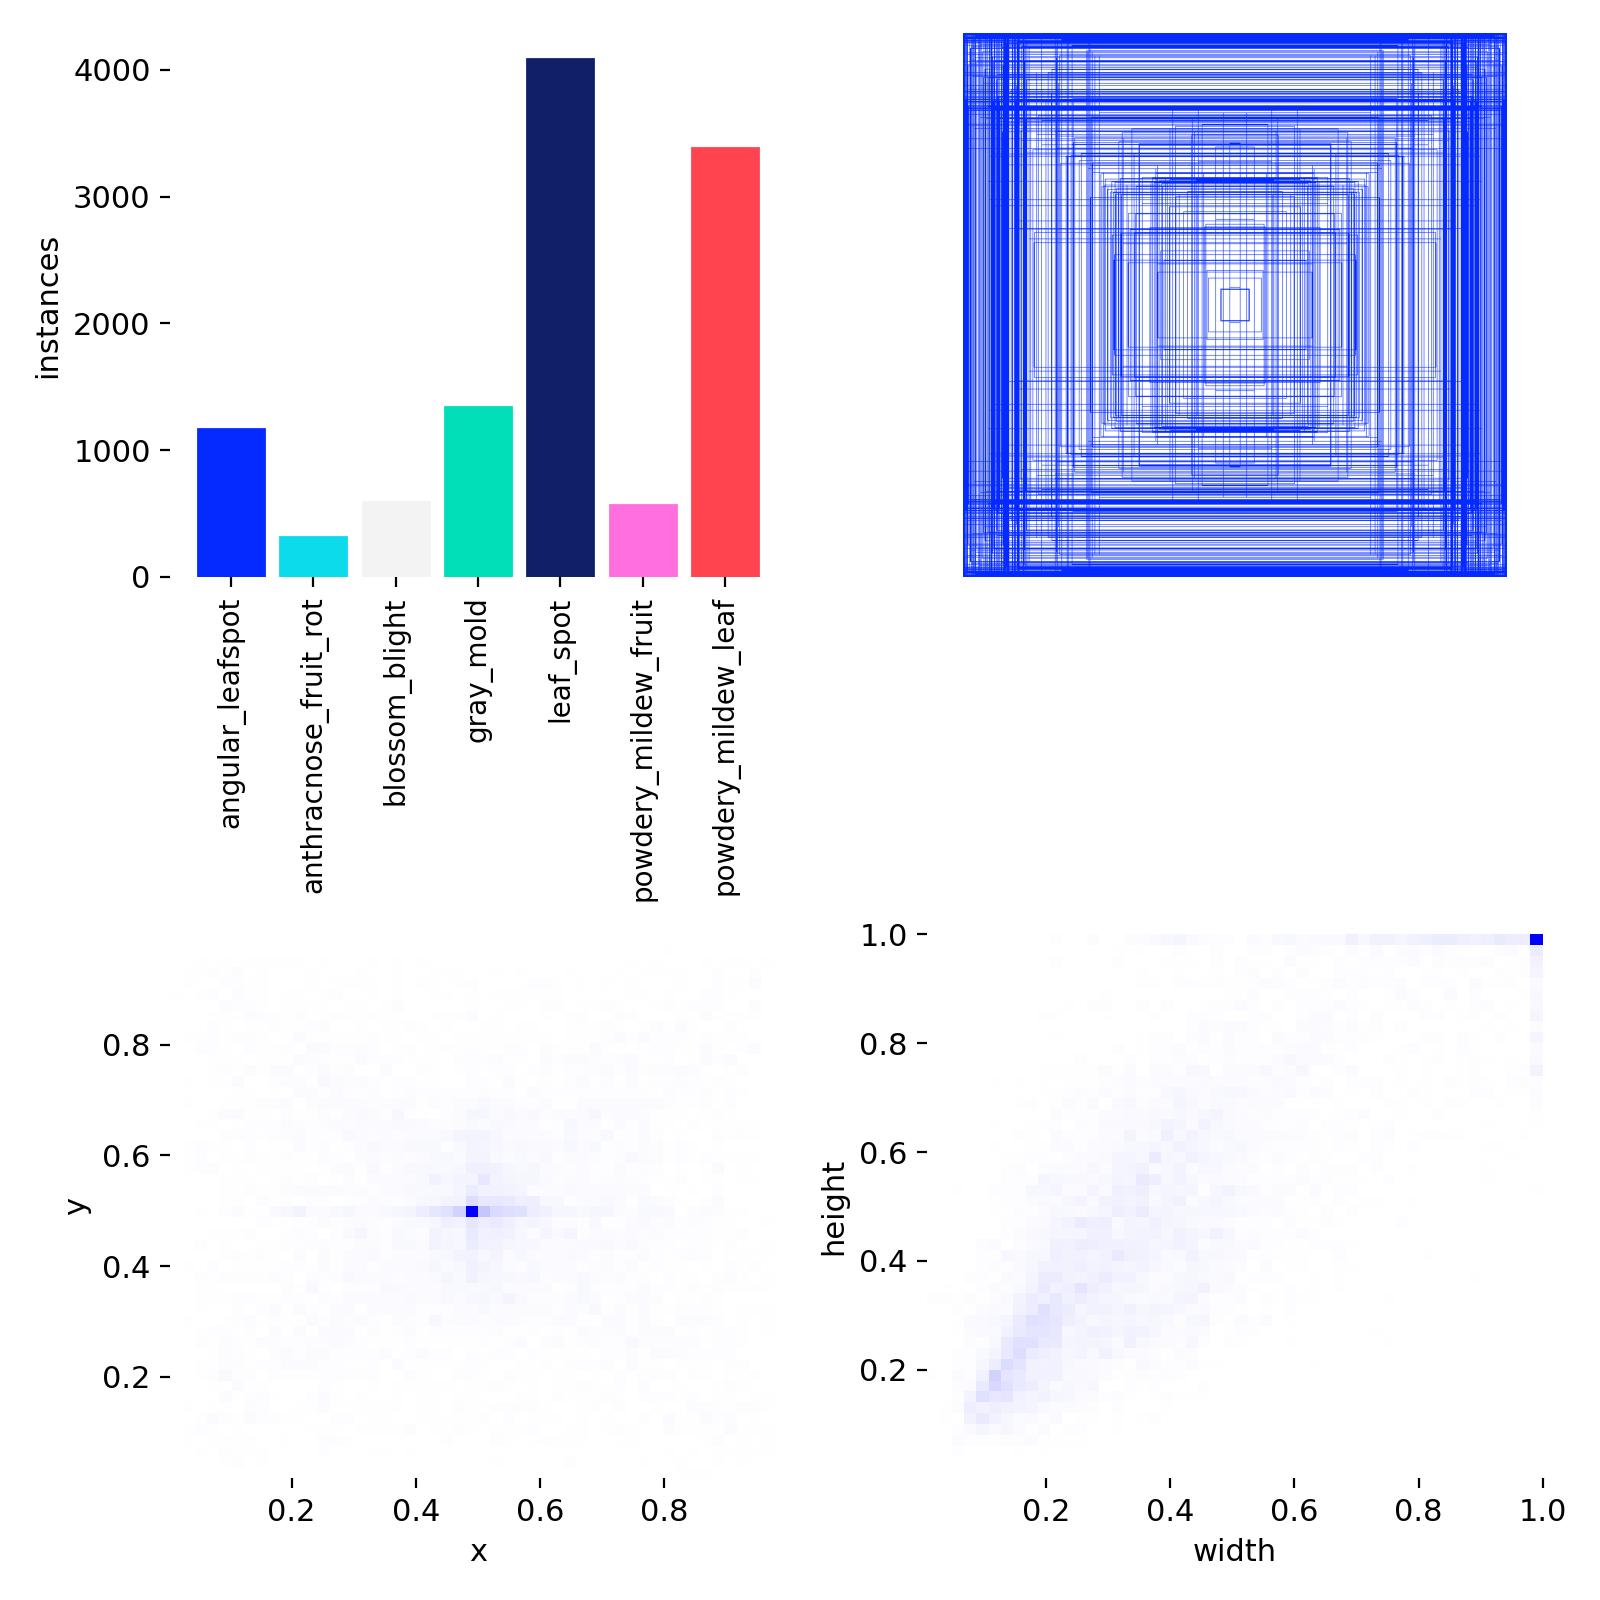 4000
3000
2000
1000
0
instances
angular_leafspot
anthracnose_fruit_rot
blossom_blight
gray_mold
leaf_spot
powdery_mildew_fruit
powdery_mildew_leaf
0.8
0.6
0.4
0.2
y
0.2 0.4 0.6 0.8
x
1.0
0.8
0.6
0.4
0.2
height
0.2 0.4 0.6 0.8 1.0
width